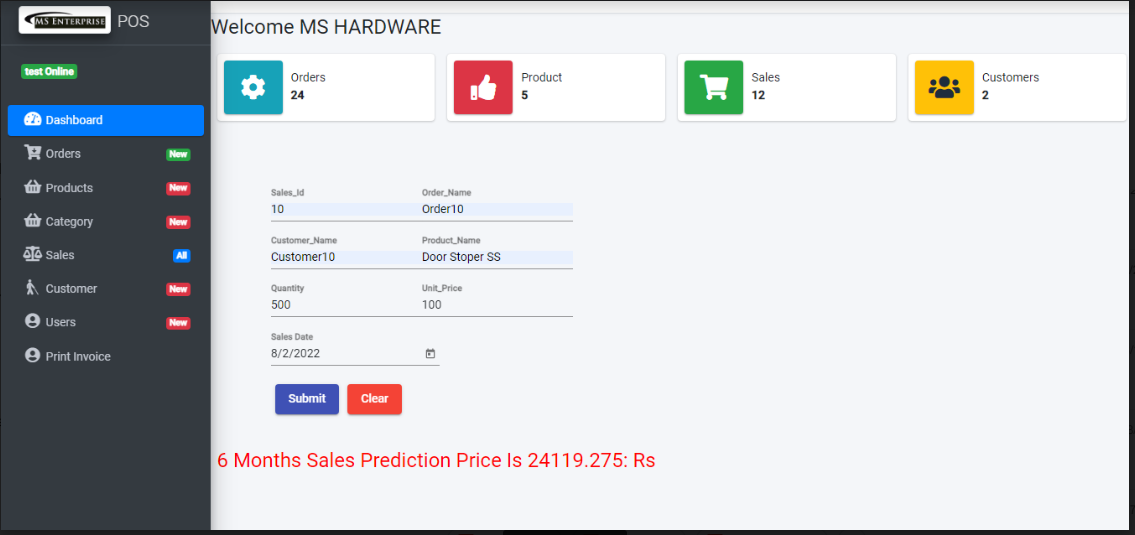 MS ENTERPRISE POS
Welcome MS HARDWARE
test Online
Orders
24
Product
5
Sales
12
Customers
2
Dashboard
Orders New
Products New
Category New
Sales All
Customer New
Users New
Print Invoice
Sales_Id Order_Name
10 Order10
Customer_Name Product_Name
Customer10 Door Stoper SS
Quantity Unit_Price
500 100
Sales Date
8/2/2022
Submit Clear
6 Months Sales Prediction Price Is 24119.275: Rs